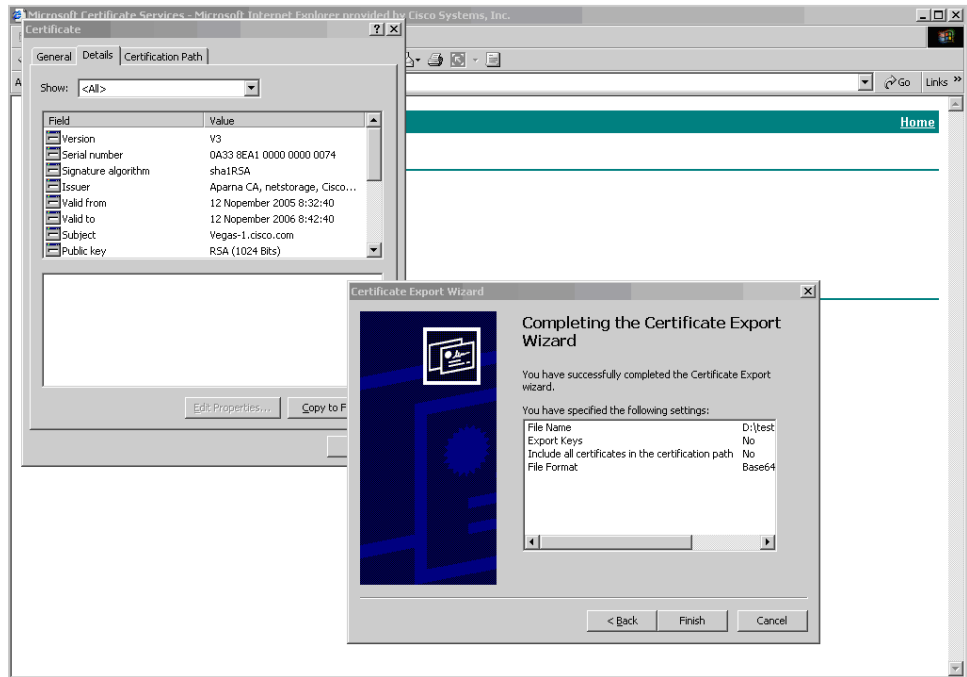 Microsoft Certificate Services - Microsoft Internet Explorer provided by Cisco Systems, Inc.
Certificate
General Details Certification Path
Show: <All>
Field Value
Version V3
Serial number 0A33 8EA1 0000 0000 0074
Signature algorithm sha1RSA
Issuer Aparna CA, netstorage, Cisco...
Valid from 12 Nopember 2005 8:32:40
Valid to 12 Nopember 2006 8:42:40
Subject Vegas-1.cisco.com
Public key RSA (1024 Bits)
Edit Properties... Copy to F
Go Links »
Home
Certificate Export Wizard
Completing the Certificate Export
Wizard
You have successfully completed the Certificate Export
wizard.
You have specified the following settings:
File Name D:\test
Export Keys No
Include all certificates in the certification path No
File Format Base64
< Back Finish Cancel